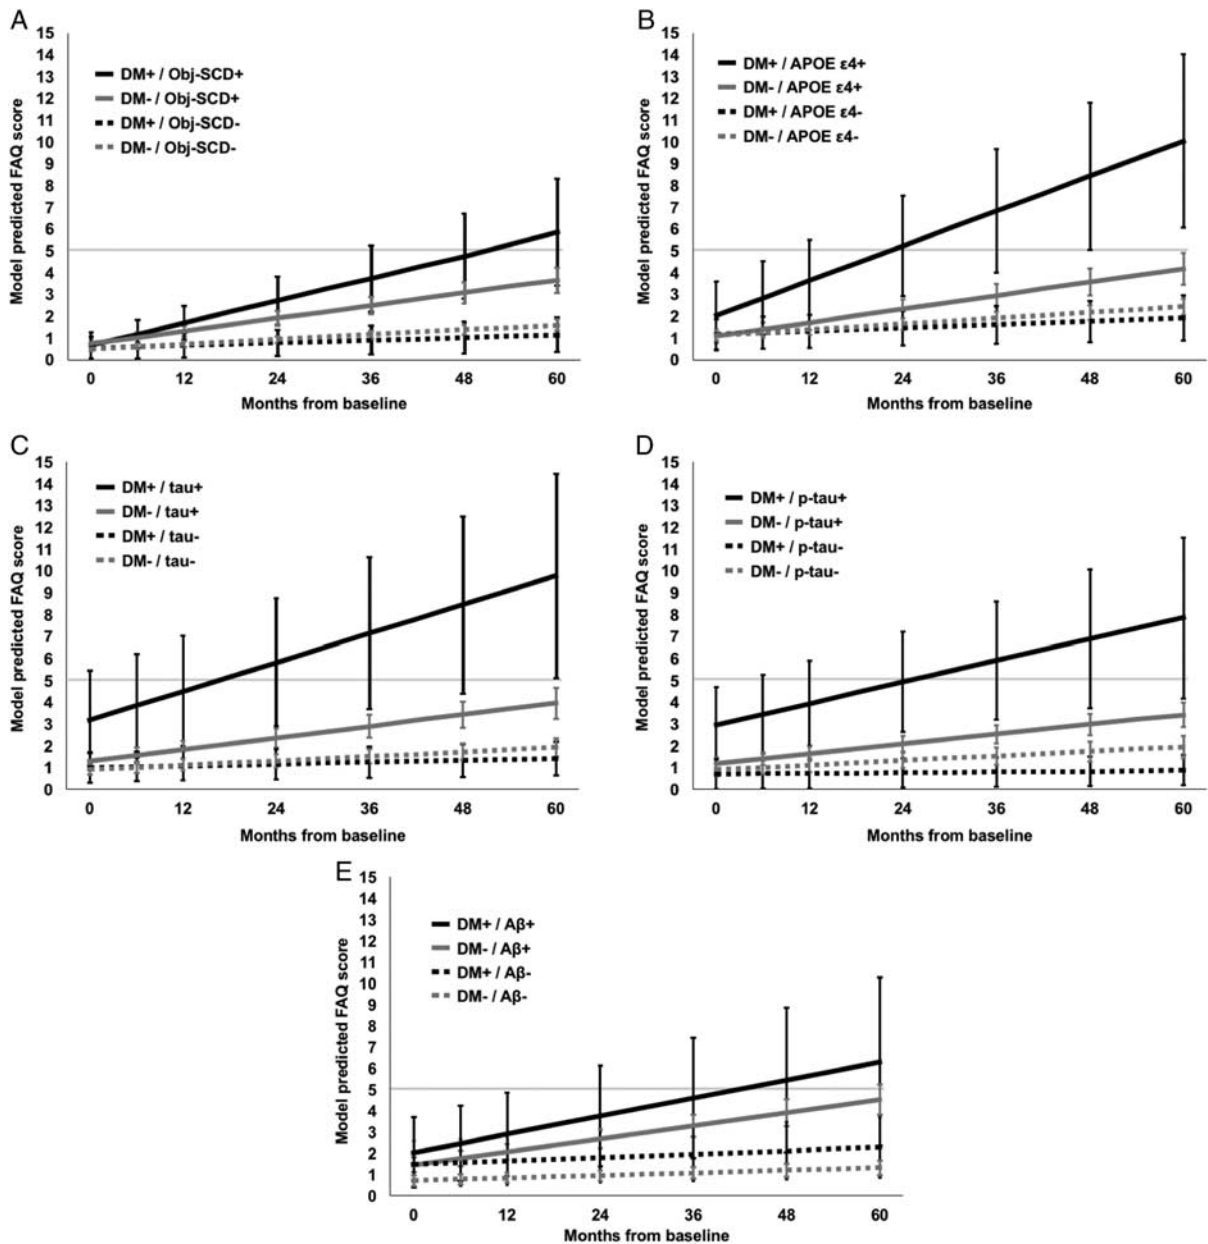 A
15
14
13
12
11
10
9
8
7
6
5
4
3
2
1
0
Model predicted FAQ score
DM+ / Obj-SCD+
DM- / Obj-SCD+
DM+ / Obj-SCD-
DM- / Obj-SCD-
0 12 24 36 48 60
Months from baseline
B
15
14
13
12
11
10
9
8
7
6
5
4
3
2
1
0
Model predicted FAQ score
DM+ / APOE ε4+
DM- / APOE ε4+
DM+ / APOE ε4-
DM- / APOE ε4-
0 12 24 36 48 60
Months from baseline
C
15
14
13
12
11
10
9
8
7
6
5
4
3
2
1
0
Model predicted FAQ score
DM+ / tau+
DM- / tau+
DM+ / tau-
DM- / tau-
0 12 24 36 48 60
Months from baseline
D
15
14
13
12
11
10
9
8
7
6
5
4
3
2
1
0
Model predicted FAQ score
DM+ / p-tau+
DM- / p-tau+
DM+ / p-tau-
DM- / p-tau-
0 12 24 36 48 60
Months from baseline
E
15
14
13
12
11
10
9
8
7
6
5
4
3
2
1
0
Model predicted FAQ score
DM+ / Aβ+
DM- / Aβ+
DM+ / Aβ-
DM- / Aβ-
0 12 24 36 48 60
Months from baseline